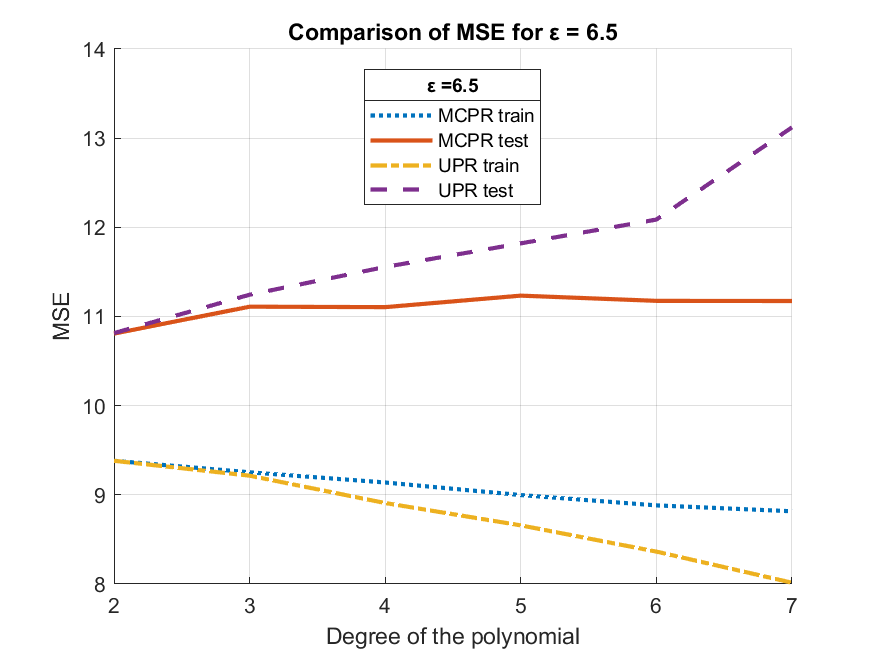 Comparison of MSE for ε = 6.5
14
13
12
11
10
9
8
MSE
ε =6.5
MCPR train
MCPR test
UPR train
UPR test
2 3 4 5 6 7
Degree of the polynomial